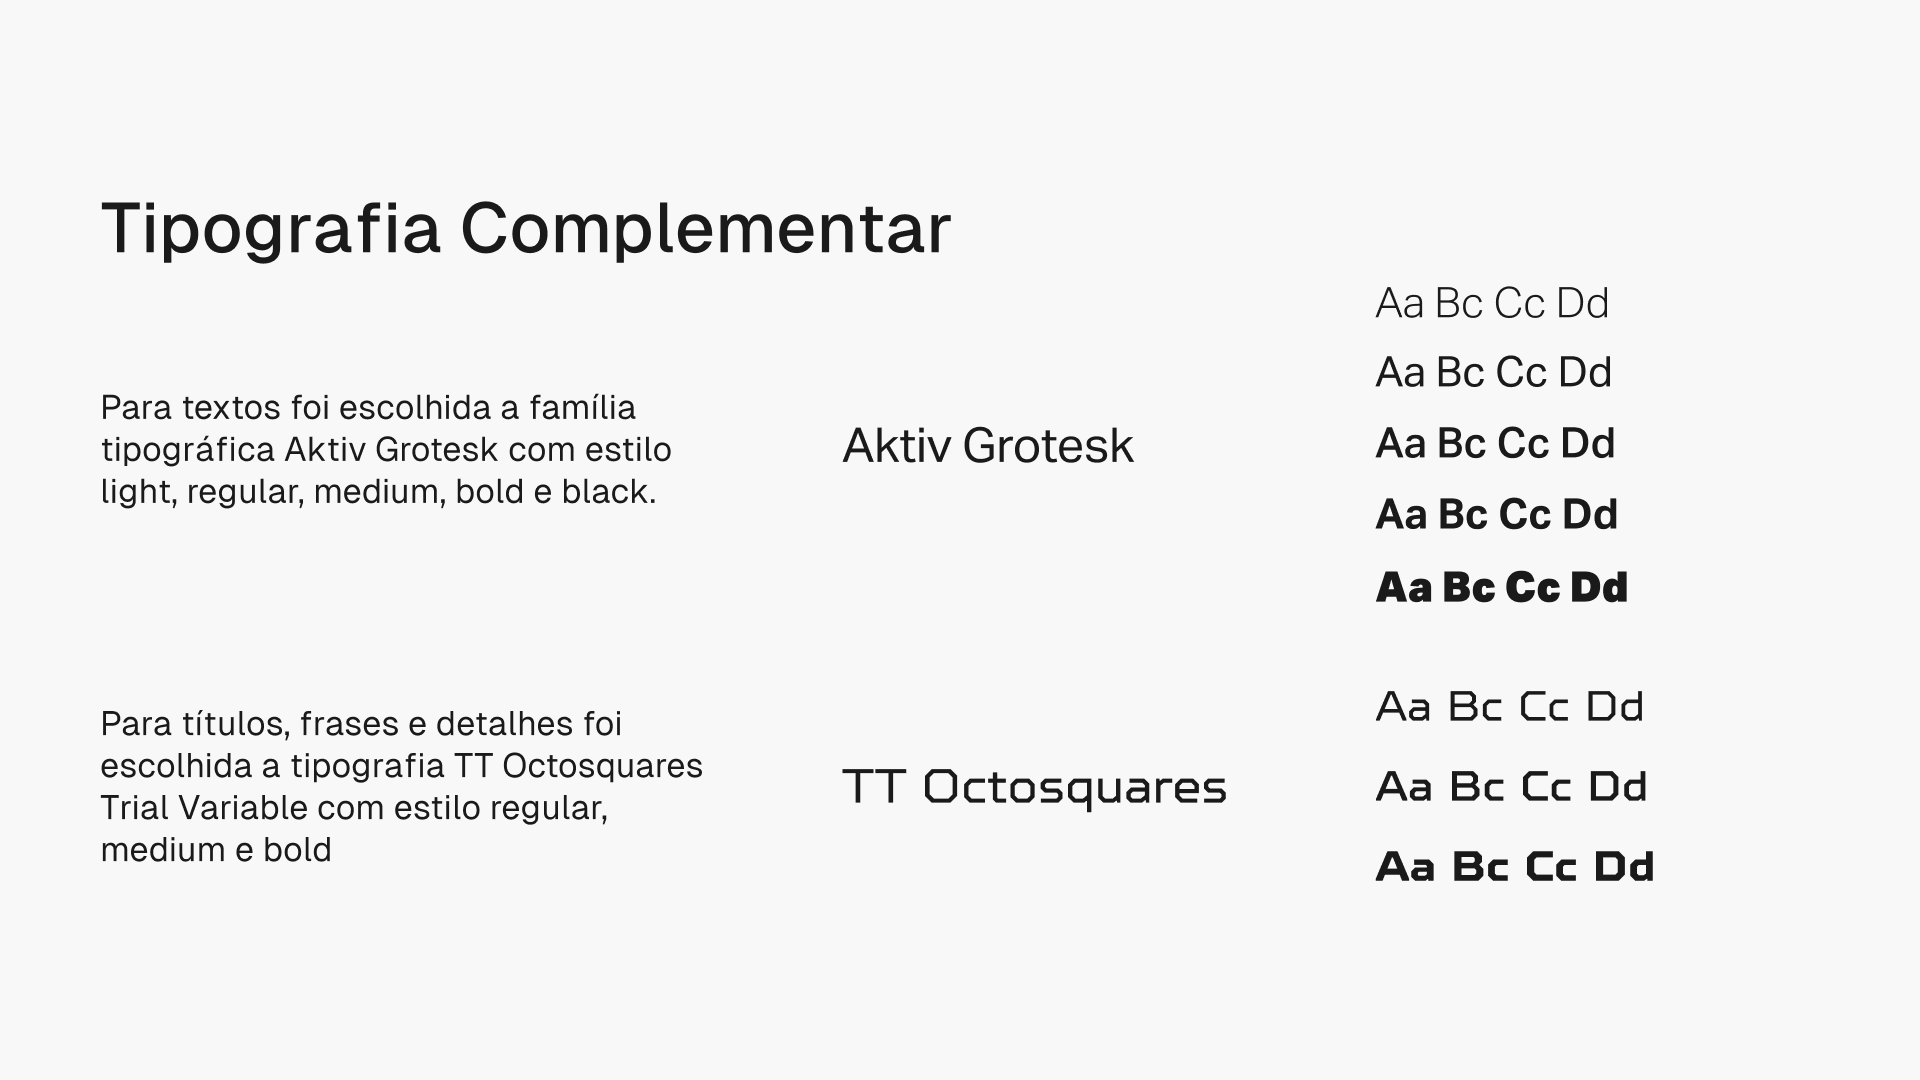 Tipografia Complementar
Para textos foi escolhida a família
tipográfica Aktiv Grotesk com estilo
light, regular, medium, bold e black.
Aktiv Grotesk
Aa Bc Cc Dd
Aa Bc Cc Dd
Aa Bc Cc Dd
Aa Bc Cc Dd
Aa Bc Cc Dd
Para títulos, frases e detalhes foi
escolhida a tipografia TT Octosquares
Trial Variable com estilo regular,
medium e bold
TT Octosquares
Aa Bc Cc Dd
Aa Bc Cc Dd
Aa Bc Cc Dd